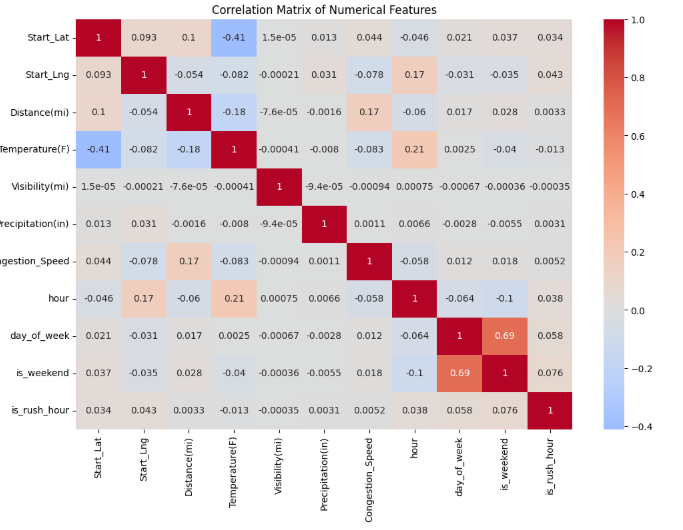 Correlation Matrix of Numerical Features
Start_Lat 1 0.093 0.1 -0.41 1.5e-05 0.013 0.044 -0.046 0.021 0.037 0.034
Start_Lng 0.093 1 -0.054 -0.082 -0.00021 0.031 -0.078 0.17 -0.031 -0.035 0.043
Distance(mi) 0.1 -0.054 1 -0.18 -7.6e-05 -0.0016 0.17 -0.06 0.017 0.028 0.0033
Temperature(F) -0.41 -0.082 -0.18 1 -0.00041 -0.008 -0.083 0.21 0.0025 -0.04 -0.013
Visibility(mi) 1.5e-05 -0.00021 -7.6e-05 -0.00041 1 -9.4e-05 -0.00094 0.00075 -0.00067 -0.00036 -0.00035
recipitation(in) 0.013 0.031 -0.0016 -0.008 -9.4e-05 1 0.0011 0.0066 -0.0028 -0.0055 0.0031
ngestion_Speed 0.044 -0.078 0.17 -0.083 -0.00094 0.0011 1 -0.058 0.012 0.018 0.0052
hour -0.046 0.17 -0.06 0.21 0.00075 0.0066 -0.058 1 -0.064 -0.1 0.038
day_of_week 0.021 -0.031 0.017 0.0025 -0.00067 -0.0028 0.012 -0.064 1 0.69 0.058
is_weekend 0.037 -0.035 0.028 -0.04 -0.00036 -0.0055 0.018 -0.1 0.69 1 0.076
is_rush_hour 0.034 0.043 0.0033 -0.013 -0.00035 0.0031 0.0052 0.038 0.058 0.076 1
Start_Lat
Start_Lng
Distance(mi)
Temperature(F)
Visibility(mi)
Precipitation(in)
Congestion_Speed
hour
day_of_week
is_weekend
is_rush_hour
1.0
0.8
0.6
0.4
0.2
0.0
−0.2
−0.4